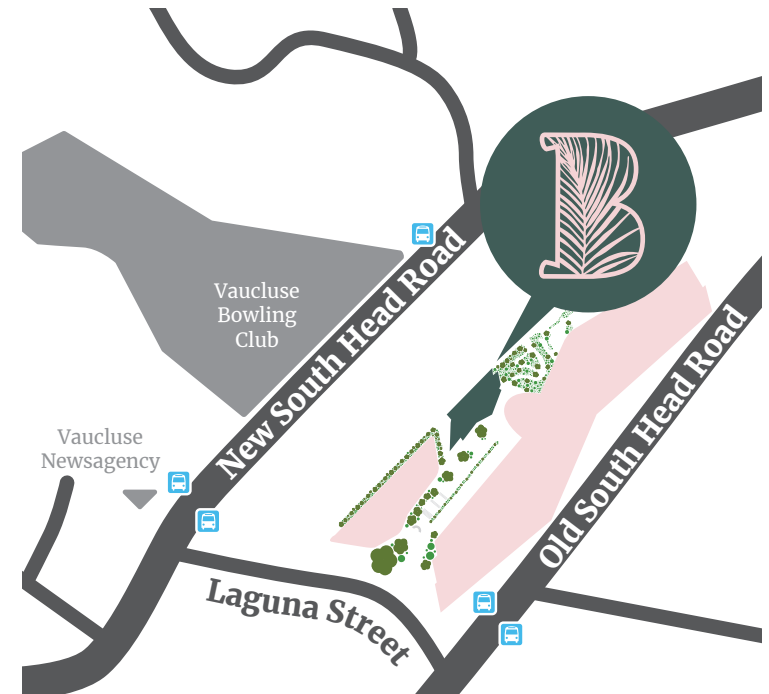 B
New South Head Road
Vaucluse
Bowling
Club
Old South Head Road
Vaucluse
Newsagency
Laguna Street